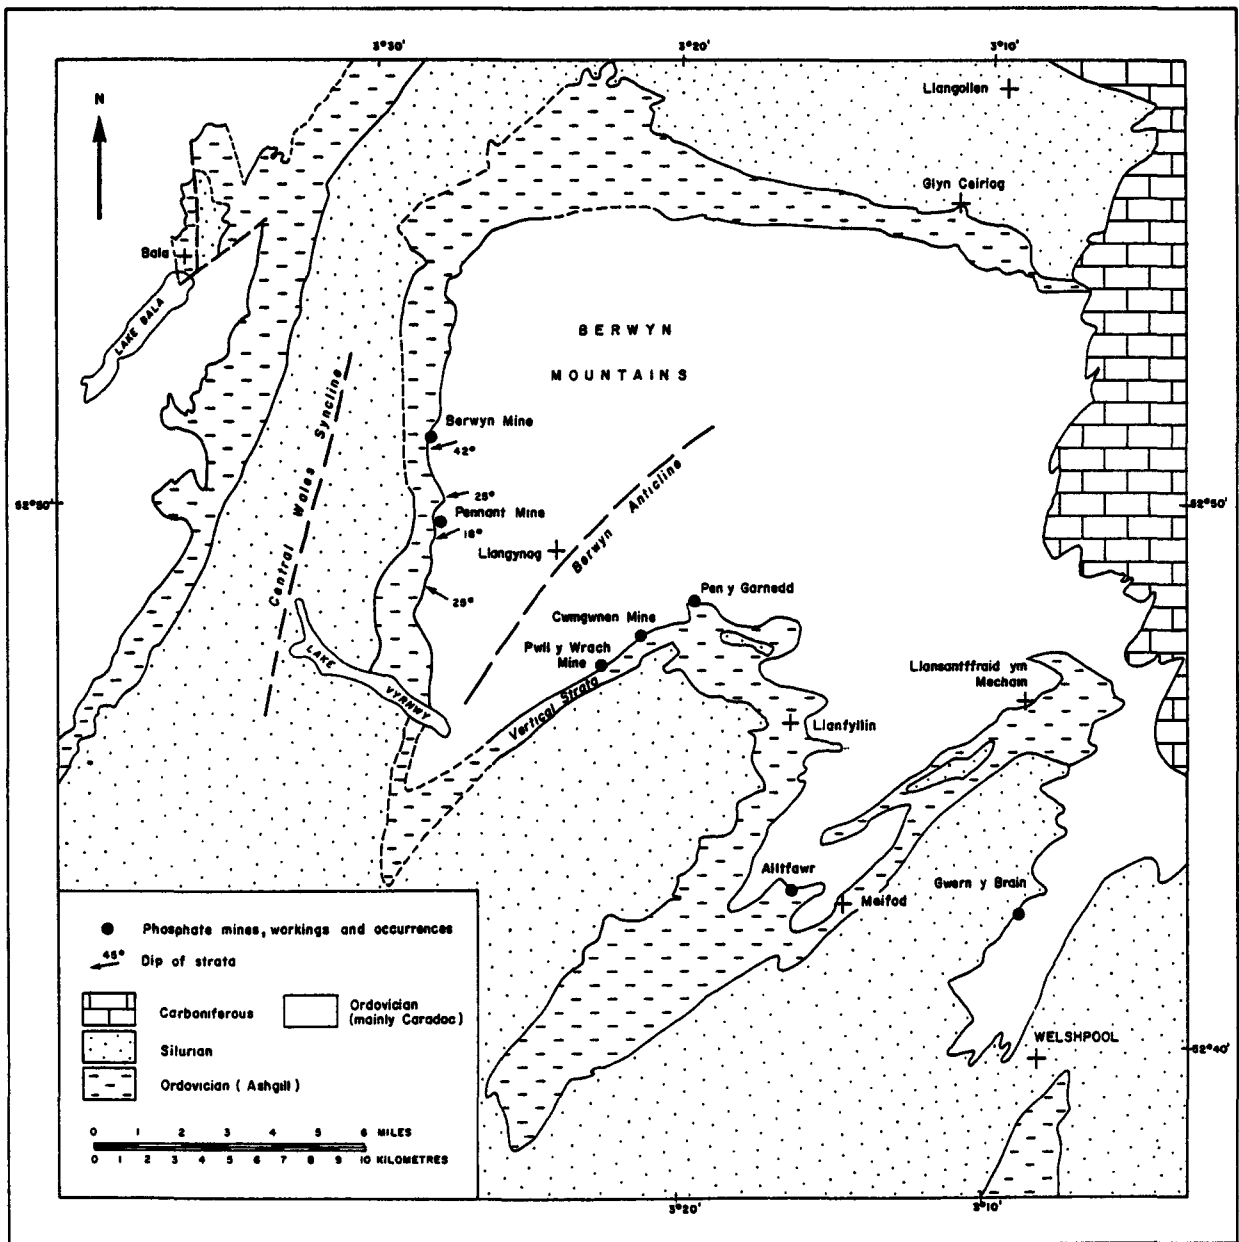 3°30'
3°20'
3°10'
N
Llangollen
Glyn Ceiriog
Bala
LAKE BALA
BERWYN
MOUNTAINS
Central Wales Syncline
Berwyn Mine
42°
25°
52°50'
52°50'
Pennant Mine
18°
Llangynog
Berwyn Anticline
25°
Pen y Garnedd
Cwmgwnen Mine
Pwll y Wrach
Mine
LAKE
VYRNWY
Vertical Strata
Llansantffraid ym
Mechain
Llanfyllin
Alltfawr
Meifod
Gwern y Brain
WELSHPOOL
52°40'
Phosphate mines, workings and occurrences
45°
Dip of strata
Carboniferous
Ordovician
(mainly Caradoc)
Silurian
Ordovician ( Ashgill )
0 1 2 3 4 5 6 MILES
0 1 2 3 4 5 6 7 8 9 10 KILOMETRES
3°20'
3°10'